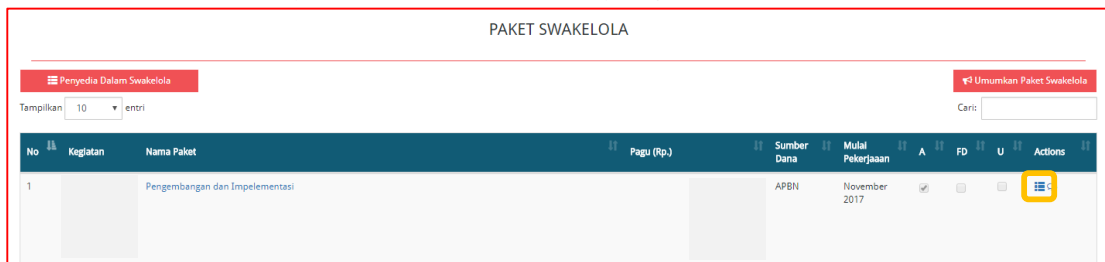 PAKET SWAKELOLA
Penyedia Dalam Swakelola
Umumkan Paket Swakelola
Tampilkan 10 entri
Cari:
No Kegiatan Nama Paket Pagu (Rp.) Sumber Dana Mulai Pekerjaaan A FD U Actions
1 Pengembangan dan Impelementasi APBN November 2017